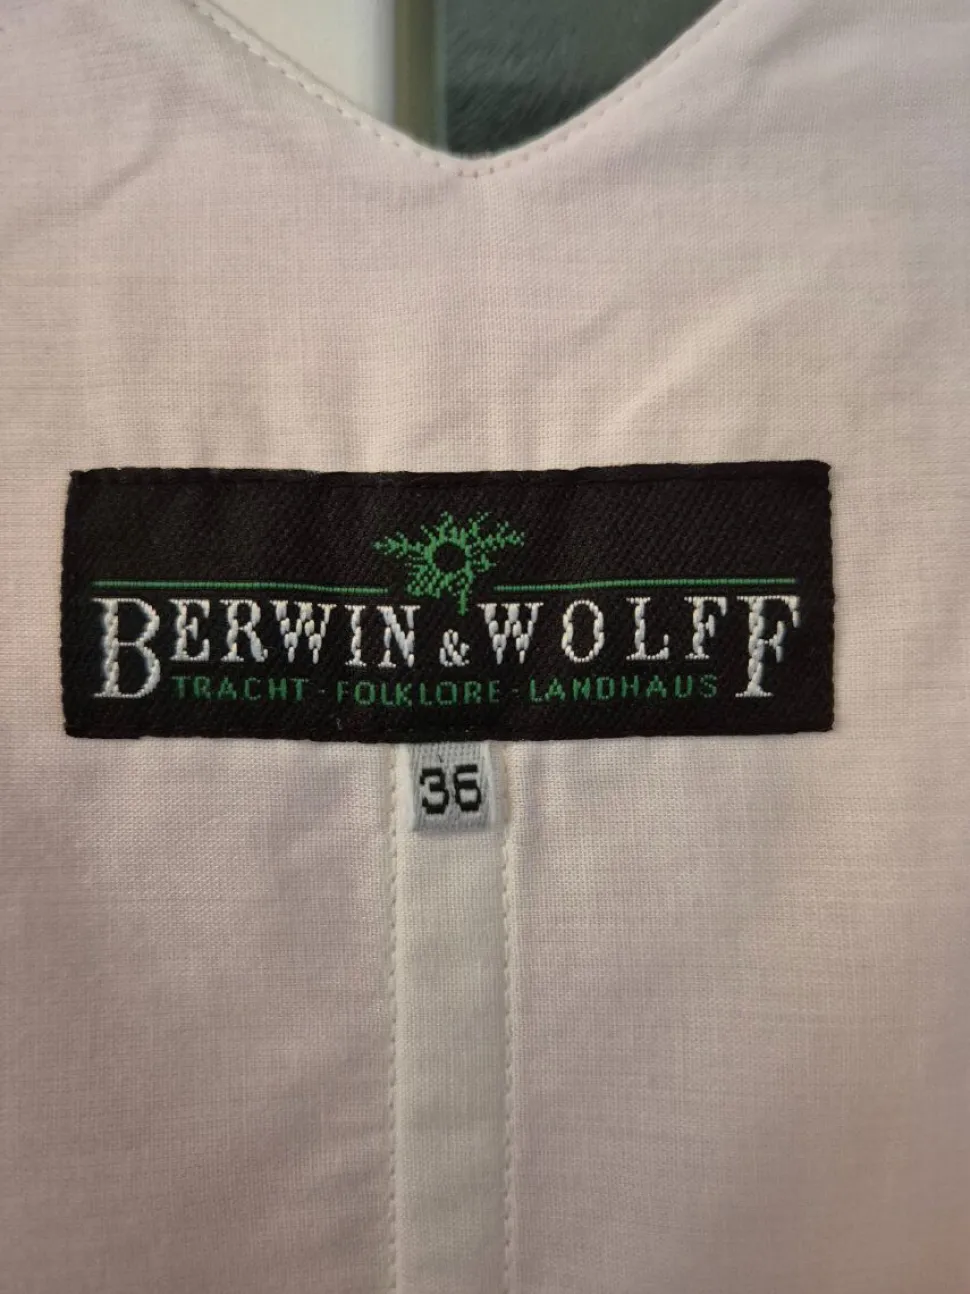 BERWIN & WOLFF
TRACHT - FOLKLORE - LANDHAUS
36